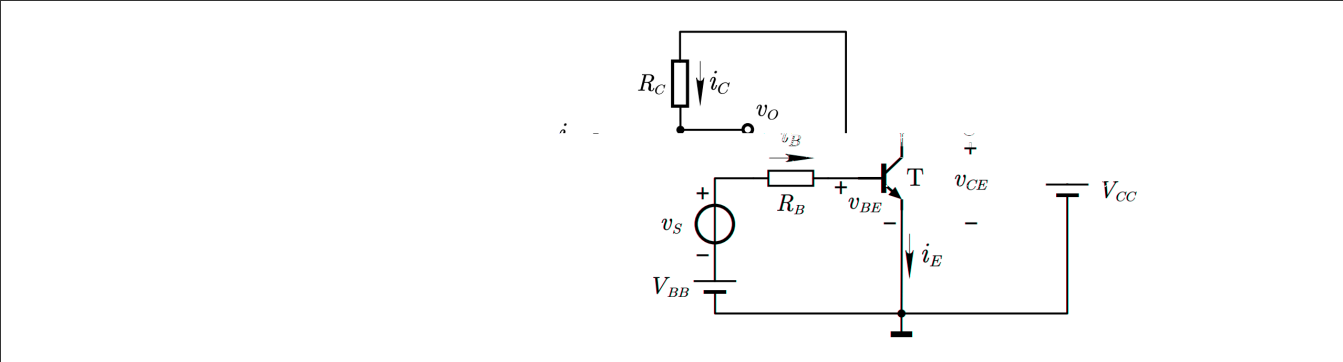 R_C
i_C
v_O
i_B
T
v_CE
V_CC
R_B
v_BE
v_S
i_E
V_BB